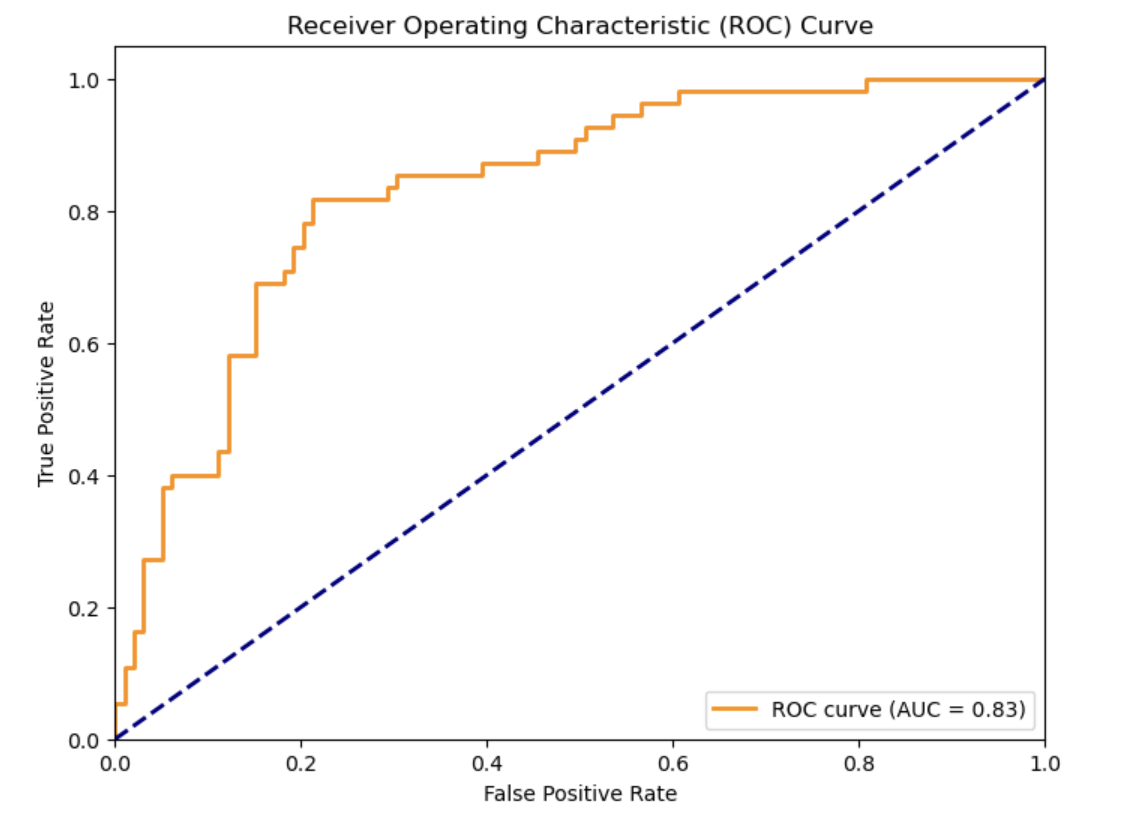 Receiver Operating Characteristic (ROC) Curve
True Positive Rate
1.0
0.8
0.6
0.4
0.2
0.0
ROC curve (AUC = 0.83)
0.0 0.2 0.4 0.6 0.8 1.0
False Positive Rate